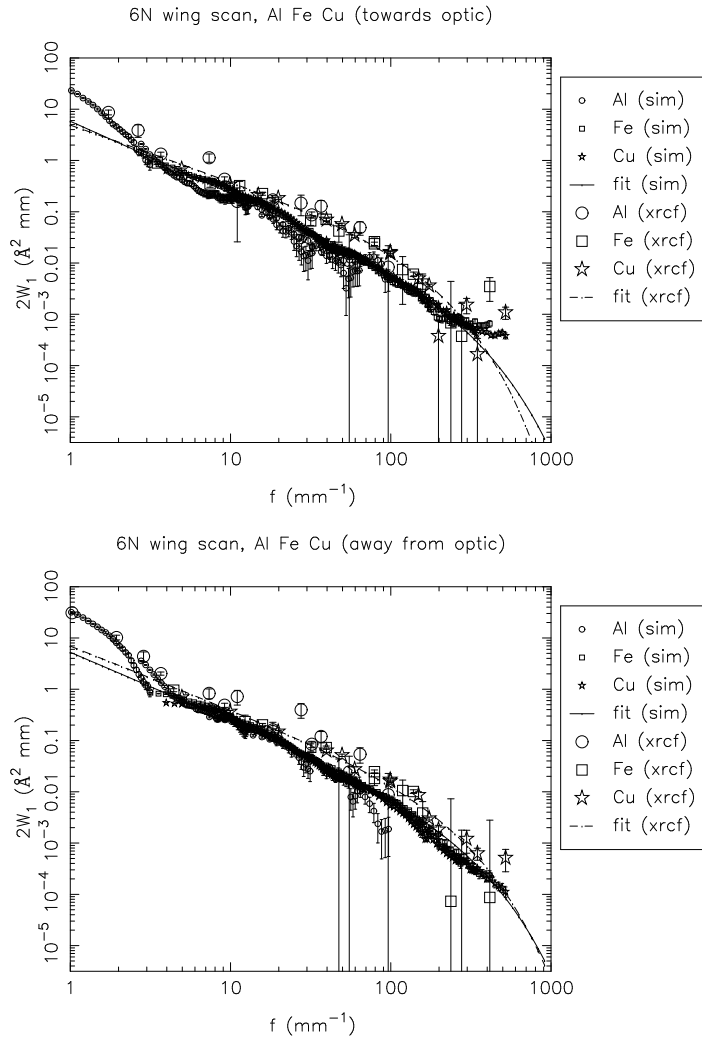 6N wing scan, Al Fe Cu (towards optic)
100
10
1
0.1
0.01
10⁻³
10⁻⁴
10⁻⁵
2W₁ (Å² mm)
1 10 100 1000
f (mm⁻¹)
Al (sim)
Fe (sim)
Cu (sim)
fit (sim)
Al (xrcf)
Fe (xrcf)
Cu (xrcf)
fit (xrcf)
6N wing scan, Al Fe Cu (away from optic)
100
10
1
0.1
0.01
10⁻³
10⁻⁴
10⁻⁵
2W₁ (Å² mm)
1 10 100 1000
f (mm⁻¹)
Al (sim)
Fe (sim)
Cu (sim)
fit (sim)
Al (xrcf)
Fe (xrcf)
Cu (xrcf)
fit (xrcf)